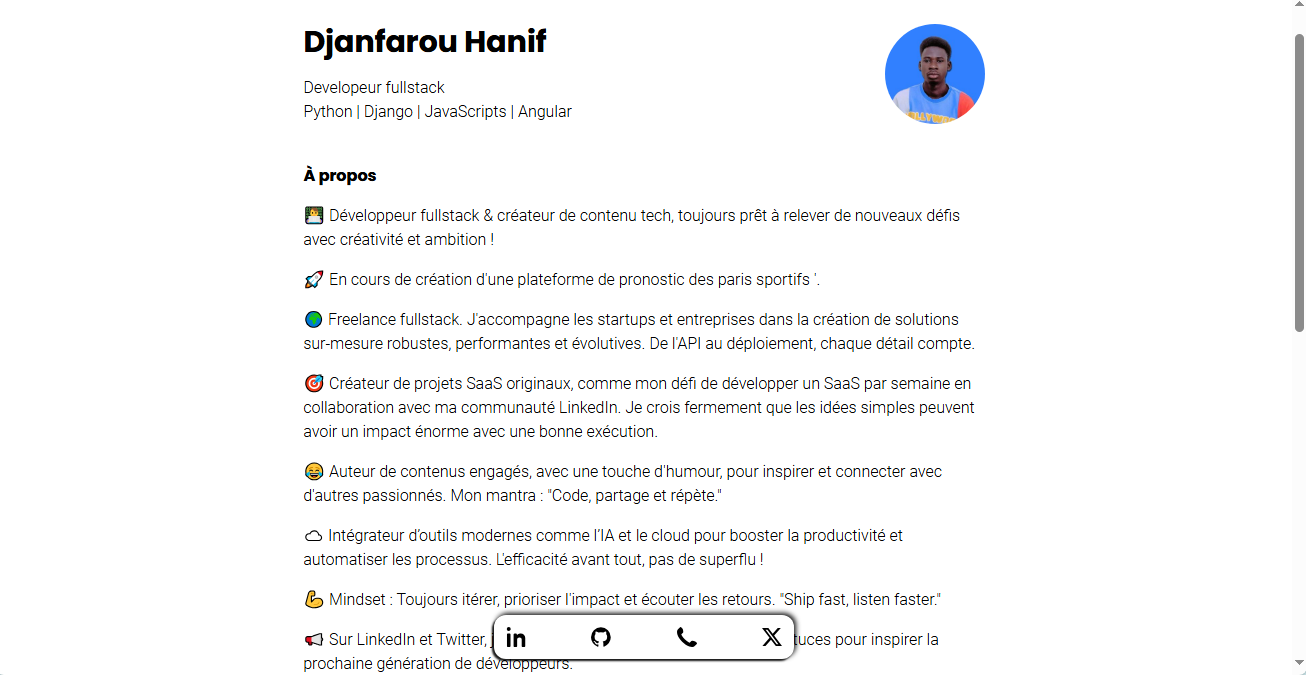 Djanfarou Hanif
Developeur fullstack
Python | Django | JavaScripts | Angular
À propos
Développeur fullstack & créateur de contenu tech, toujours prêt à relever de nouveaux défis
avec créativité et ambition !
En cours de création d'une plateforme de pronostic des paris sportifs '.
Freelance fullstack. J'accompagne les startups et entreprises dans la création de solutions
sur-mesure robustes, performantes et évolutives. De l'API au déploiement, chaque détail compte.
Créateur de projets SaaS originaux, comme mon défi de développer un SaaS par semaine en
collaboration avec ma communauté LinkedIn. Je crois fermement que les idées simples peuvent
avoir un impact énorme avec une bonne exécution.
Auteur de contenus engagés, avec une touche d'humour, pour inspirer et connecter avec
d'autres passionnés. Mon mantra : "Code, partage et répète."
Intégrateur d’outils modernes comme l’IA et le cloud pour booster la productivité et
automatiser les processus. L'efficacité avant tout, pas de superflu !
Mindset : Toujours itérer, prioriser l'impact et écouter les retours. "Ship fast, listen faster."
Sur LinkedIn et Twitter, pour inspirer la
prochaine génération de développeurs.